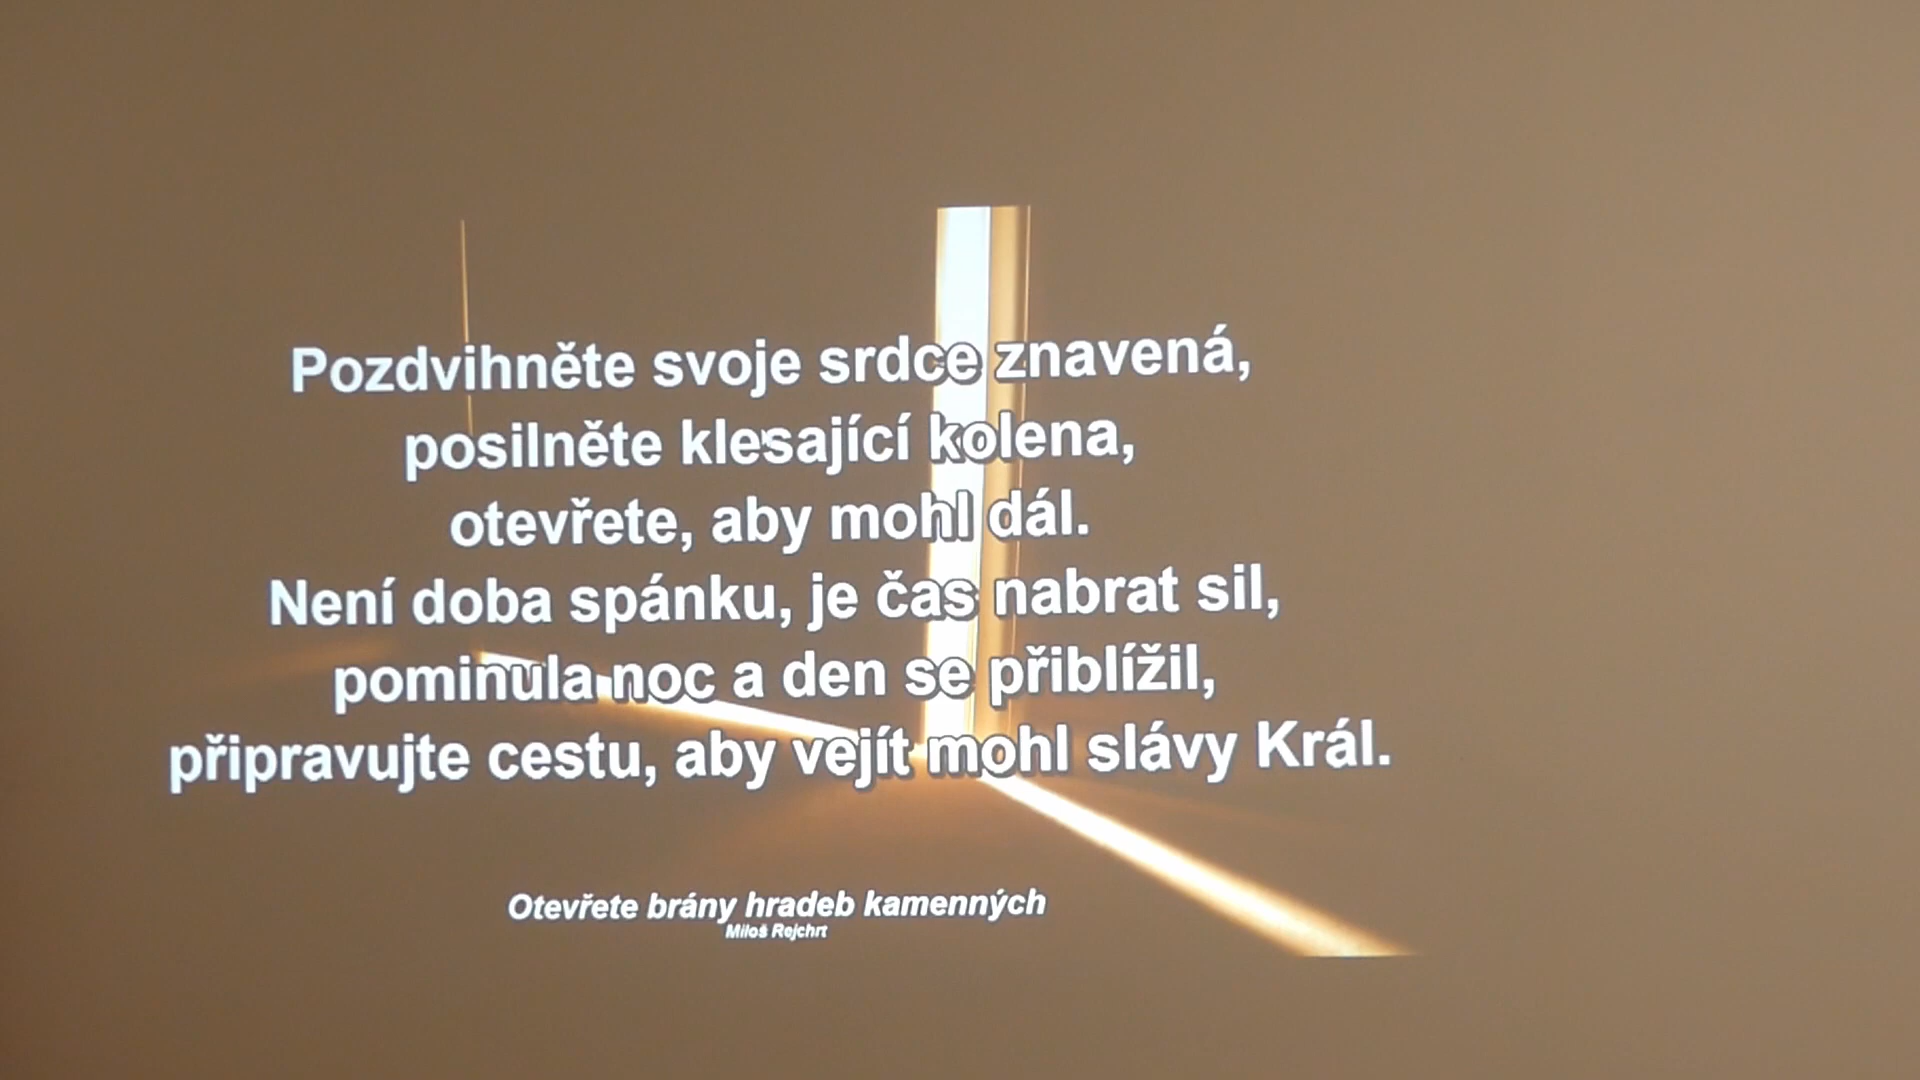 Pozdvihněte svoje srdce znavená,
posilněte klesající kolena,
otevřete, aby mohl dál.
Není doba spánku, je čas nabrat sil,
pominula noc a den se přiblížil,
připravujte cestu, aby vejít mohl slávy Král.
Otevřete brány hradeb kamenných
Miloš Rejchrt